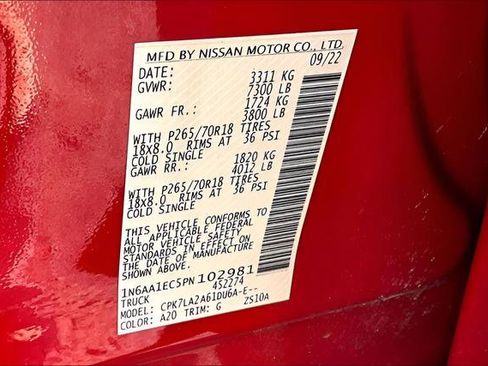 MFD BY NISSAN MOTOR CO., LTD.
DATE: 09/22
GVWR: 3311 KG
7300 LB
GAWR FR.: 1724 KG
3800 LB
WITH P265/70R18 TIRES
18x8.0 RIMS AT 36 PSI
COLD SINGLE
GAWR RR.: 1820 KG
4012 LB
WITH P265/70R18 TIRES
18x8.0 RIMS AT 36 PSI
COLD SINGLE
THIS VEHICLE CONFORMS TO
ALL APPLICABLE FEDERAL
MOTOR VEHICLE SAFETY
STANDARDS IN EFFECT ON
THE DATE OF MANUFACTURE
SHOWN ABOVE.
1N6AA1EC5PN102981
TRUCK 452274
MODEL: CPK7LA2A61DU6A-E--
COLOR: A20 TRIM: G ZS10A